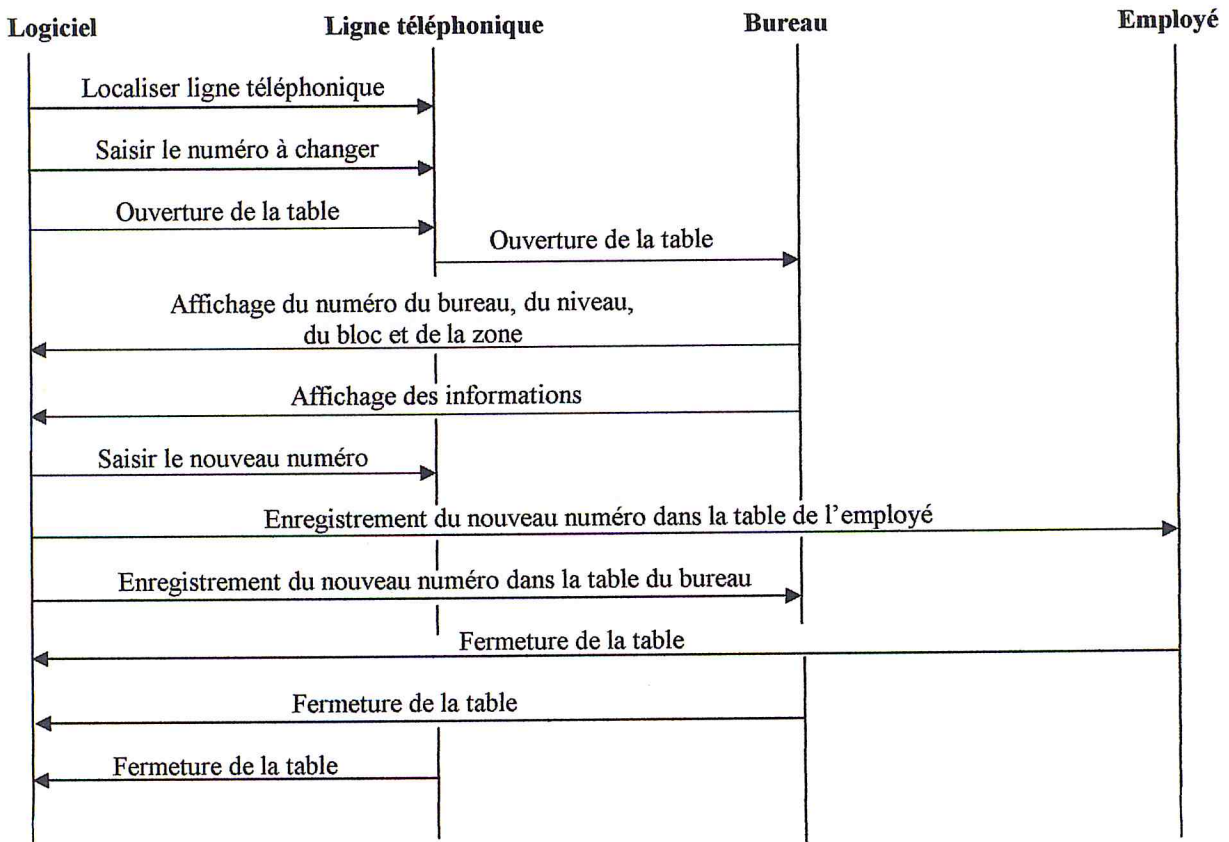 Logiciel
Ligne téléphonique
Bureau
Employé
Localiser ligne téléphonique
Saisir le numéro à changer
Ouverture de la table
Ouverture de la table
Affichage du numéro du bureau, du niveau,
du bloc et de la zone
Affichage des informations
Saisir le nouveau numéro
Enregistrement du nouveau numéro dans la table de l'employé
Enregistrement du nouveau numéro dans la table du bureau
Fermeture de la table
Fermeture de la table
Fermeture de la table